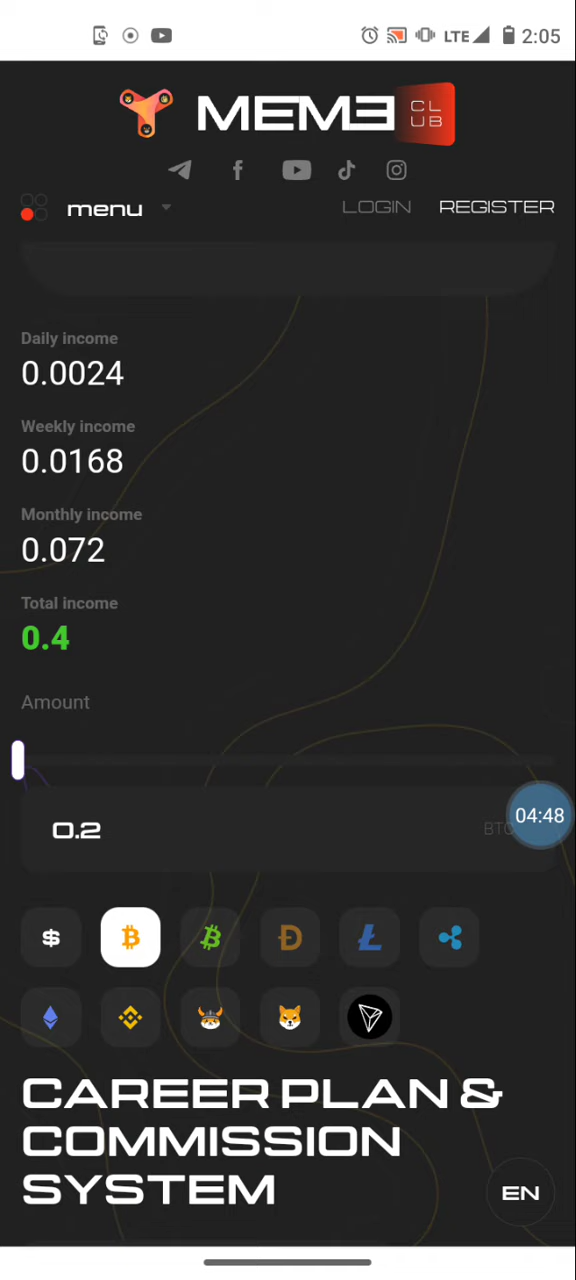 LTE 2:05
MEME CL
UB
menu LOGIN REGISTER
Daily income
0.0024
Weekly income
0.0168
Monthly income
0.072
Total income
0.4
Amount
0.2 BTC
04:48
CAREER PLAN &
COMMISSION
SYSTEM
EN